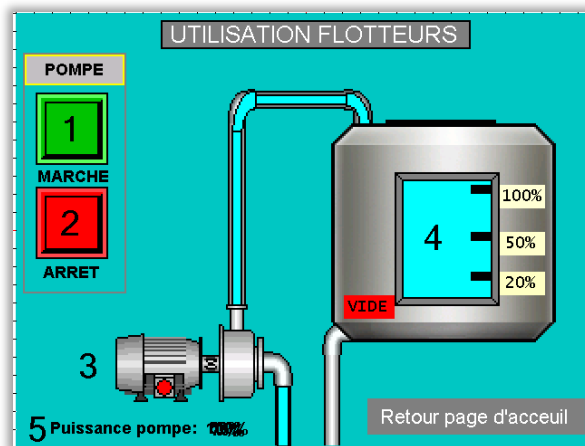 UTILISATION FLOTTEURS
POMPE
1
MARCHE
2
ARRET
3
4
100%
50%
20%
VIDE
5 Puissance pompe:
Retour page d'acceuil